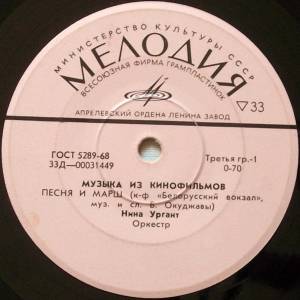 МИНИСТЕРСТВО КУЛЬТУРЫ СССР
МЕЛОДИЯ
ВСЕСОЮЗНАЯ ФИРМА ГРАМПЛАСТИНОК
АПРЕЛЕВСКИЙ ОРДЕНА ЛЕНИНА ЗАВОД
▽33
ГОСТ 5289-68
33Д—00031449
Третья гр.-1
0-70
МУЗЫКА ИЗ КИНОФИЛЬМОВ
ПЕСНЯ И МАРШ (к-ф «Белорусский вокзал»,
муз. и сл. Б. Окуджавы)
Нина Ургант
Оркестр